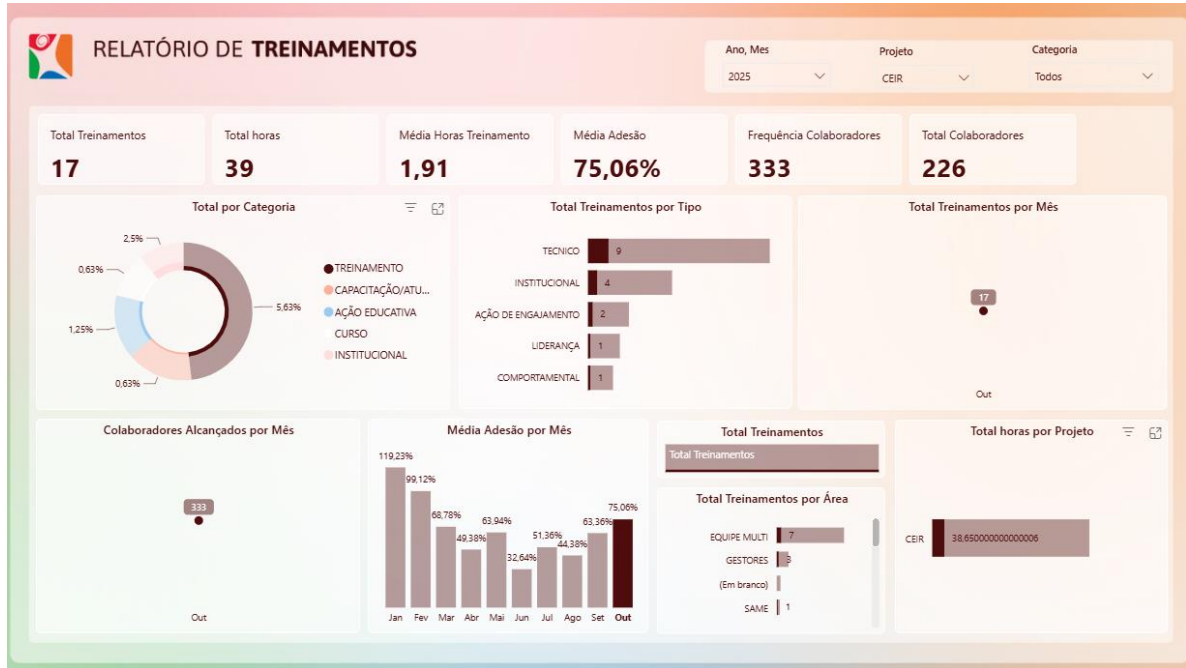 RELATÓRIO DE TREINAMENTOS
Ano, Mes
Projeto
Categoria
2025
CEIR
Todos
Total Treinamentos
17
Total horas
39
Média Horas Treinamento
1,91
Média Adesão
75,06%
Frequência Colaboradores
333
Total Colaboradores
226
Total por Categoria
2,5%
0,63%
1,25%
0,63%
5,63%
TREINAMENTO
CAPACITAÇÃO/ATU...
AÇÃO EDUCATIVA
CURSO
INSTITUCIONAL
Total Treinamentos por Tipo
TECNICO 9
INSTITUCIONAL 4
AÇÃO DE ENGAJAMENTO 2
LIDERANÇA 1
COMPORTAMENTAL 1
Total Treinamentos por Mês
17
Out
Colaboradores Alcançados por Mês
333
Out
Média Adesão por Mês
119,23%
99,12%
68,78%
49,38%
63,94%
32,64%
51,36%
44,38%
63,36%
75,06%
Jan Fev Mar Abr Mai Jun Jul Ago Set Out
Total Treinamentos
Total Treinamentos
Total Treinamentos por Área
EQUIPE MULTI 7
GESTORES 3
(Em branco)
SAME 1
Total horas por Projeto
CEIR 38,650000000000006